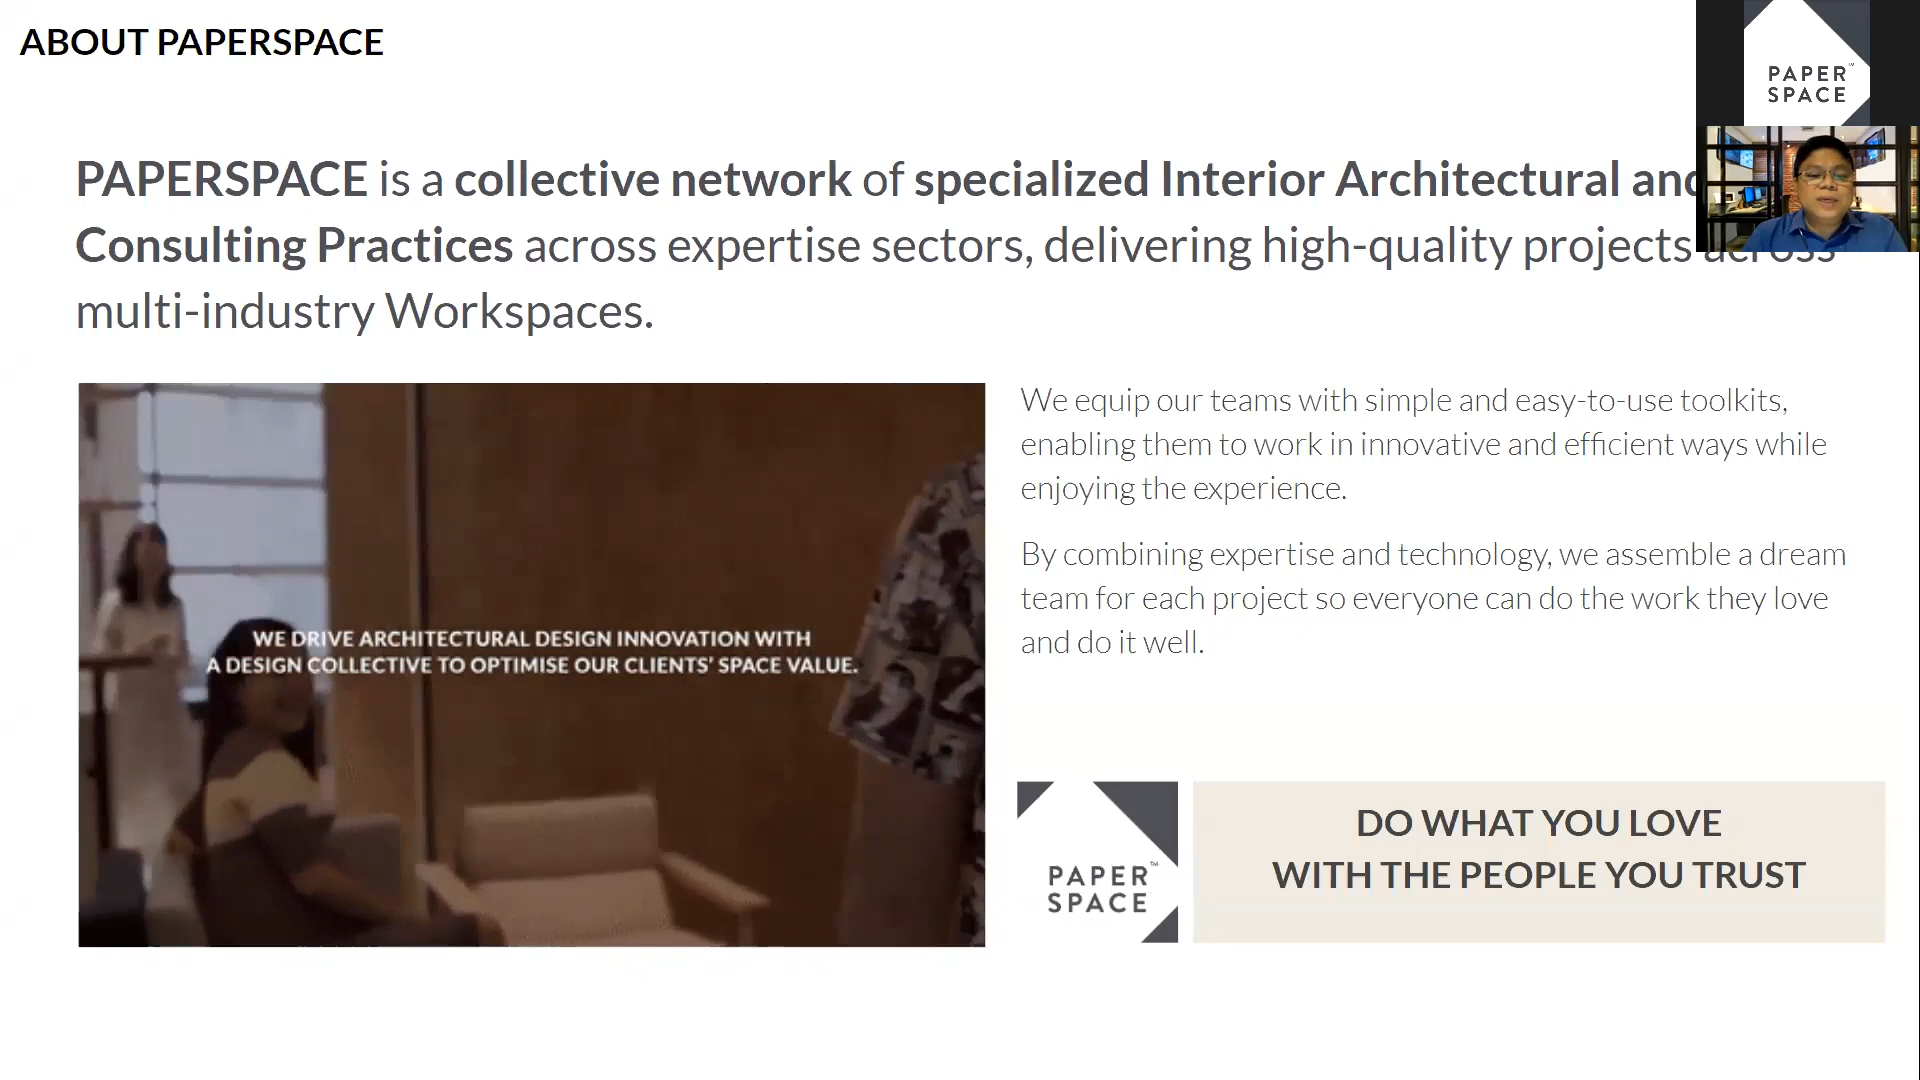 ABOUT PAPERSPACE
PAPER
SPACE
PAPERSPACE is a collective network of specialized Interior Architectural and
Consulting Practices across expertise sectors, delivering high-quality projects across
multi-industry Workspaces.
WE DRIVE ARCHITECTURAL DESIGN INNOVATION WITH
A DESIGN COLLECTIVE TO OPTIMISE OUR CLIENTS' SPACE VALUE.
We equip our teams with simple and easy-to-use toolkits,
enabling them to work in innovative and efficient ways while
enjoying the experience.
By combining expertise and technology, we assemble a dream
team for each project so everyone can do the work they love
and do it well.
PAPER™
SPACE
DO WHAT YOU LOVE
WITH THE PEOPLE YOU TRUST